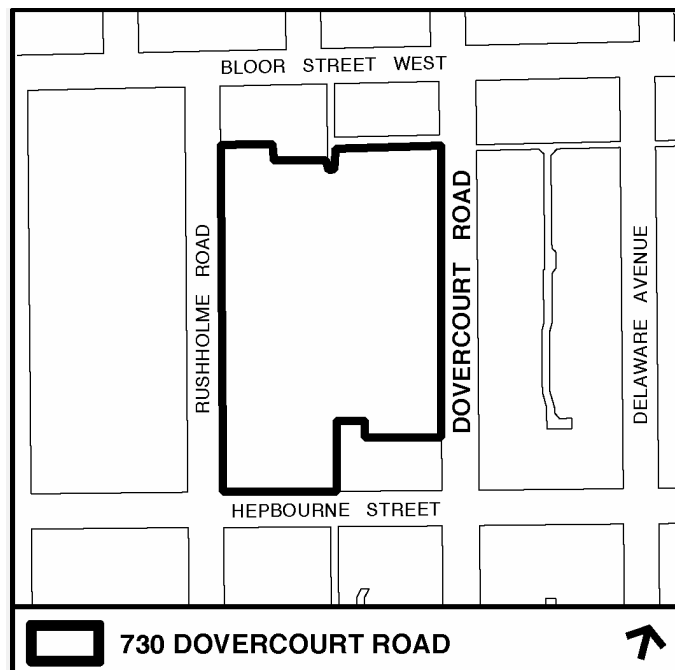 BLOOR STREET WEST
RUSHHOLME ROAD
DOVERCOURT ROAD
DELAWARE AVENUE
HEPBOURNE STREET
730 DOVERCOURT ROAD